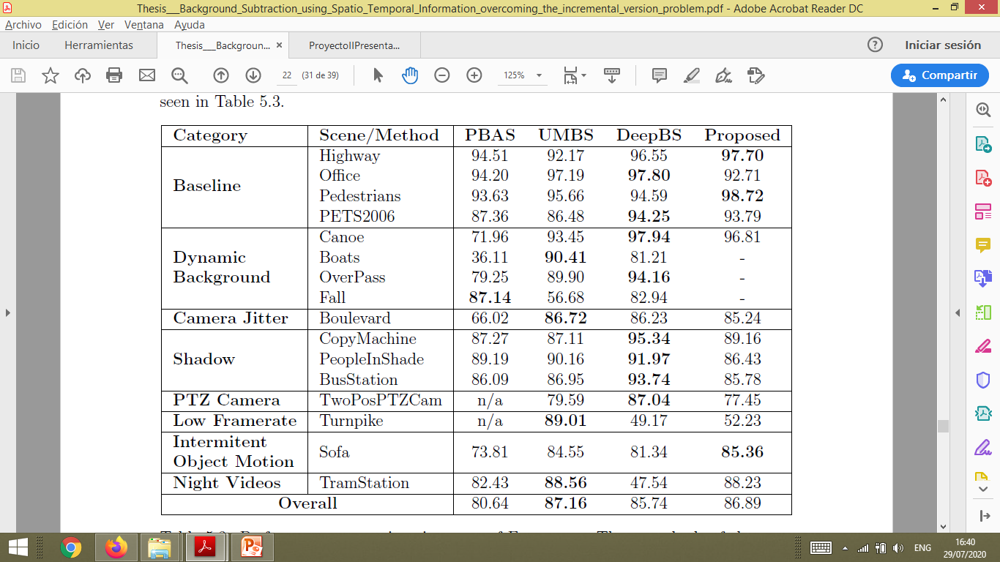 Thesis___Background_Subtraction_using_Spatio_Temporal_Information_overcoming_the_incremental_version_problem.pdf - Adobe Acrobat Reader DC
Archivo Edición Ver Ventana Ayuda
Inicio Herramientas Thesis___Backgroun... × ProyectoIIPresenta... Iniciar sesión
22 (31 de 39) 125% Compartir
seen in Table 5.3.
Category Scene/Method PBAS UMBS DeepBS Proposed
Highway 94.51 92.17 96.55 97.70
Office 94.20 97.19 97.80 92.71
Baseline
Pedestrians 93.63 95.66 94.59 98.72
PETS2006 87.36 86.48 94.25 93.79
Canoe 71.96 93.45 97.94 96.81
Dynamic Boats 36.11 90.41 81.21 -
Background OverPass 79.25 89.90 94.16 -
Fall 87.14 56.68 82.94 -
Camera Jitter Boulevard 66.02 86.72 86.23 85.24
CopyMachine 87.27 87.11 95.34 89.16
Shadow PeopleInShade 89.19 90.16 91.97 86.43
BusStation 86.09 86.95 93.74 85.78
PTZ Camera TwoPosPTZCam n/a 79.59 87.04 77.45
Low Framerate Turnpike n/a 89.01 49.17 52.23
Intermitent
Object Motion Sofa 73.81 84.55 81.34 85.36
Night Videos TramStation 82.43 88.56 47.54 88.23
Overall 80.64 87.16 85.74 86.89
ENG 16:40
29/07/2020